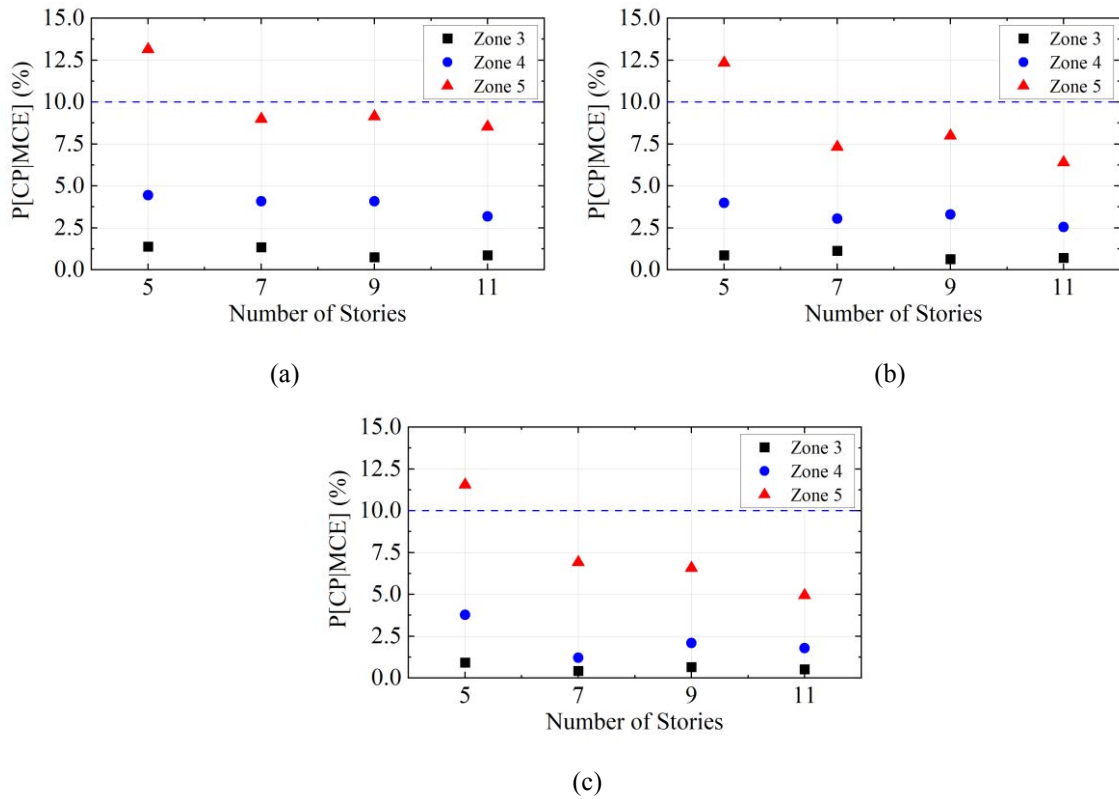 15.0
12.5
10.0
7.5
5.0
2.5
0.0
P[CP|MCE] (%)
Zone 3
Zone 4
Zone 5
5 7 9 11
Number of Stories
(a)
15.0
12.5
10.0
7.5
5.0
2.5
0.0
P[CP|MCE] (%)
Zone 3
Zone 4
Zone 5
5 7 9 11
Number of Stories
(b)
15.0
12.5
10.0
7.5
5.0
2.5
0.0
P[CP|MCE] (%)
Zone 3
Zone 4
Zone 5
5 7 9 11
Number of Stories
(c)